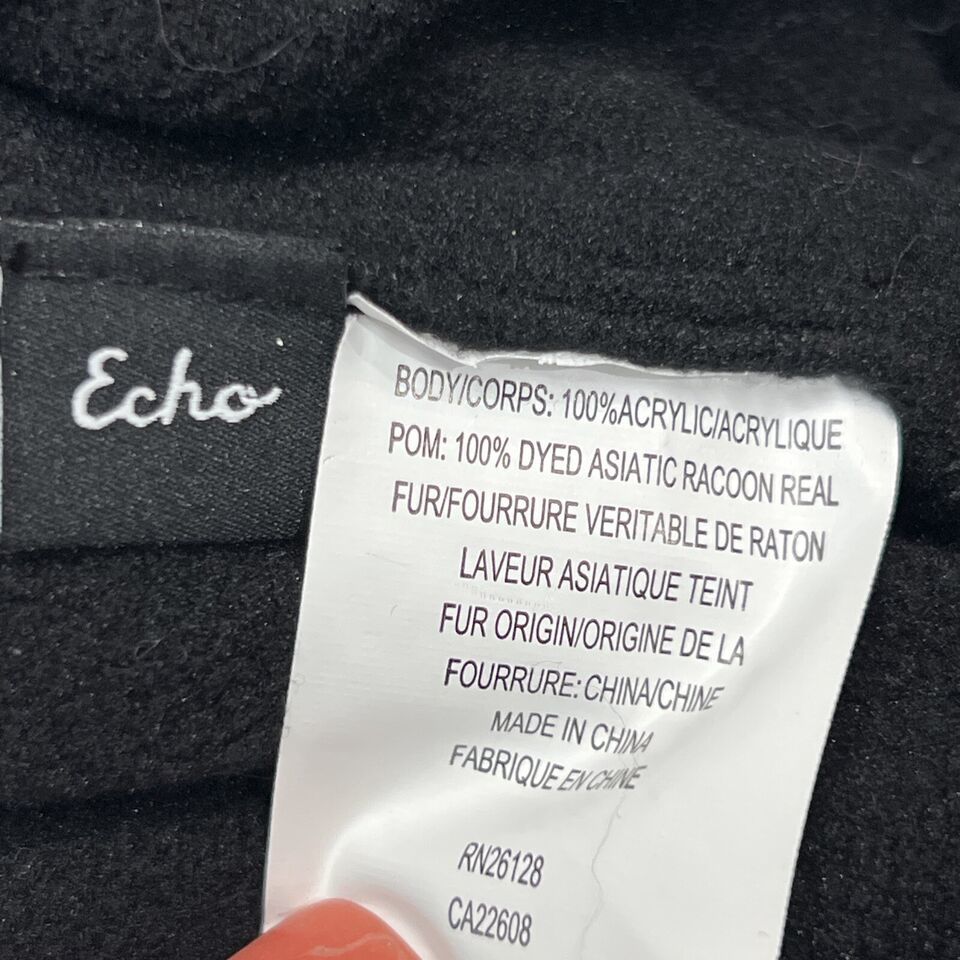 Echo
BODY/CORPS: 100%ACRYLIC/ACRYLIQUE
POM: 100% DYED ASIATIC RACOON REAL
FUR/FOURRURE VERITABLE DE RATON
LAVEUR ASIATIQUE TEINT
FUR ORIGIN/ORIGINE DE LA
FOURRURE: CHINA/CHINE
MADE IN CHINA
FABRIQUE EN CHINE
RN26128
CA22608